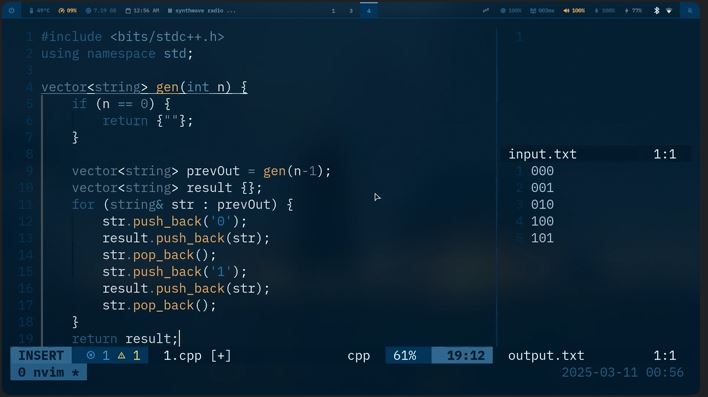 49°C 09% 7.19 GB 12:56 AM synthwave radio ... 1 3 4 100% 003ms 100% 100% 77%
1 #include <bits/stdc++.h>
2 using namespace std;
3
4 vector<string> gen(int n) {
5 if (n == 0) {
6 return {""};
7 }
8
9 vector<string> prevOut = gen(n-1);
10 vector<string> result {};
11 for (string& str : prevOut) {
12 str.push_back('0');
13 result.push_back(str);
14 str.pop_back();
15 str.push_back('1');
16 result.push_back(str);
17 str.pop_back();
18 }
19 return result;
INSERT 1 1 1.cpp [+] cpp 61% 19:12
1
input.txt 1:1
1 000
2 001
3 010
4 100
5 101
output.txt 1:1
0 nvim * 2025-03-11 00:56